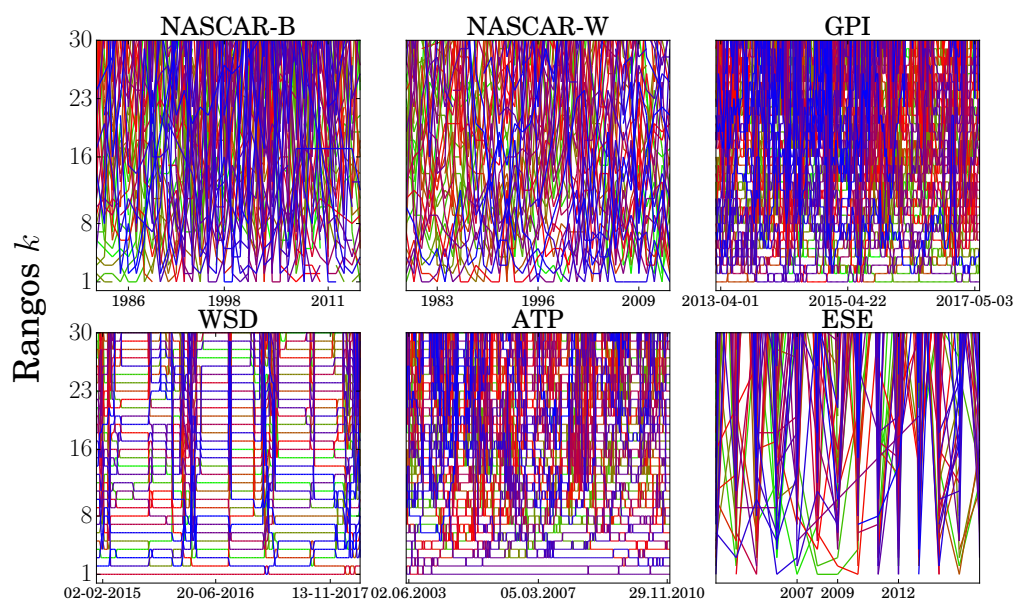 NASCAR-B NASCAR-W GPI
30
23
16
8
1
1986 1998 2011 1983 1996 2009 2013-04-01 2015-04-22 2017-05-03
WSD ATP ESE
30
23
16
8
1
02-02-2015 20-06-2016 13-11-2017 02.06.2003 05.03.2007 29.11.2010 2007 2009 2012
Rangos k